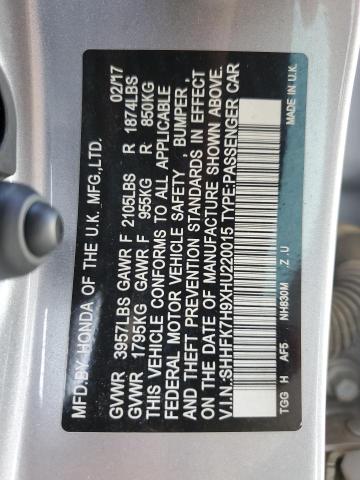 MFD.BY HONDA OF THE U.K. MFG.,LTD. 02/17
GVWR 3957LBS GAWR F 2105LBS R 1874LBS
GVWR 1795KG GAWR F 955KG R 850KG
THIS VEHICLE CONFORMS TO ALL APPLICABLE
FEDERAL MOTOR VEHICLE SAFETY , BUMPER,
AND THEFT PREVENTION STANDARDS IN EFFECT
ON THE DATE OF MANUFACTURE SHOWN ABOVE.
V.I.N.:SHHFK7H9XHU220015 TYPE:PASSENGER CAR
TGG H AF5 NH830M .Z .U MADE IN U.K.